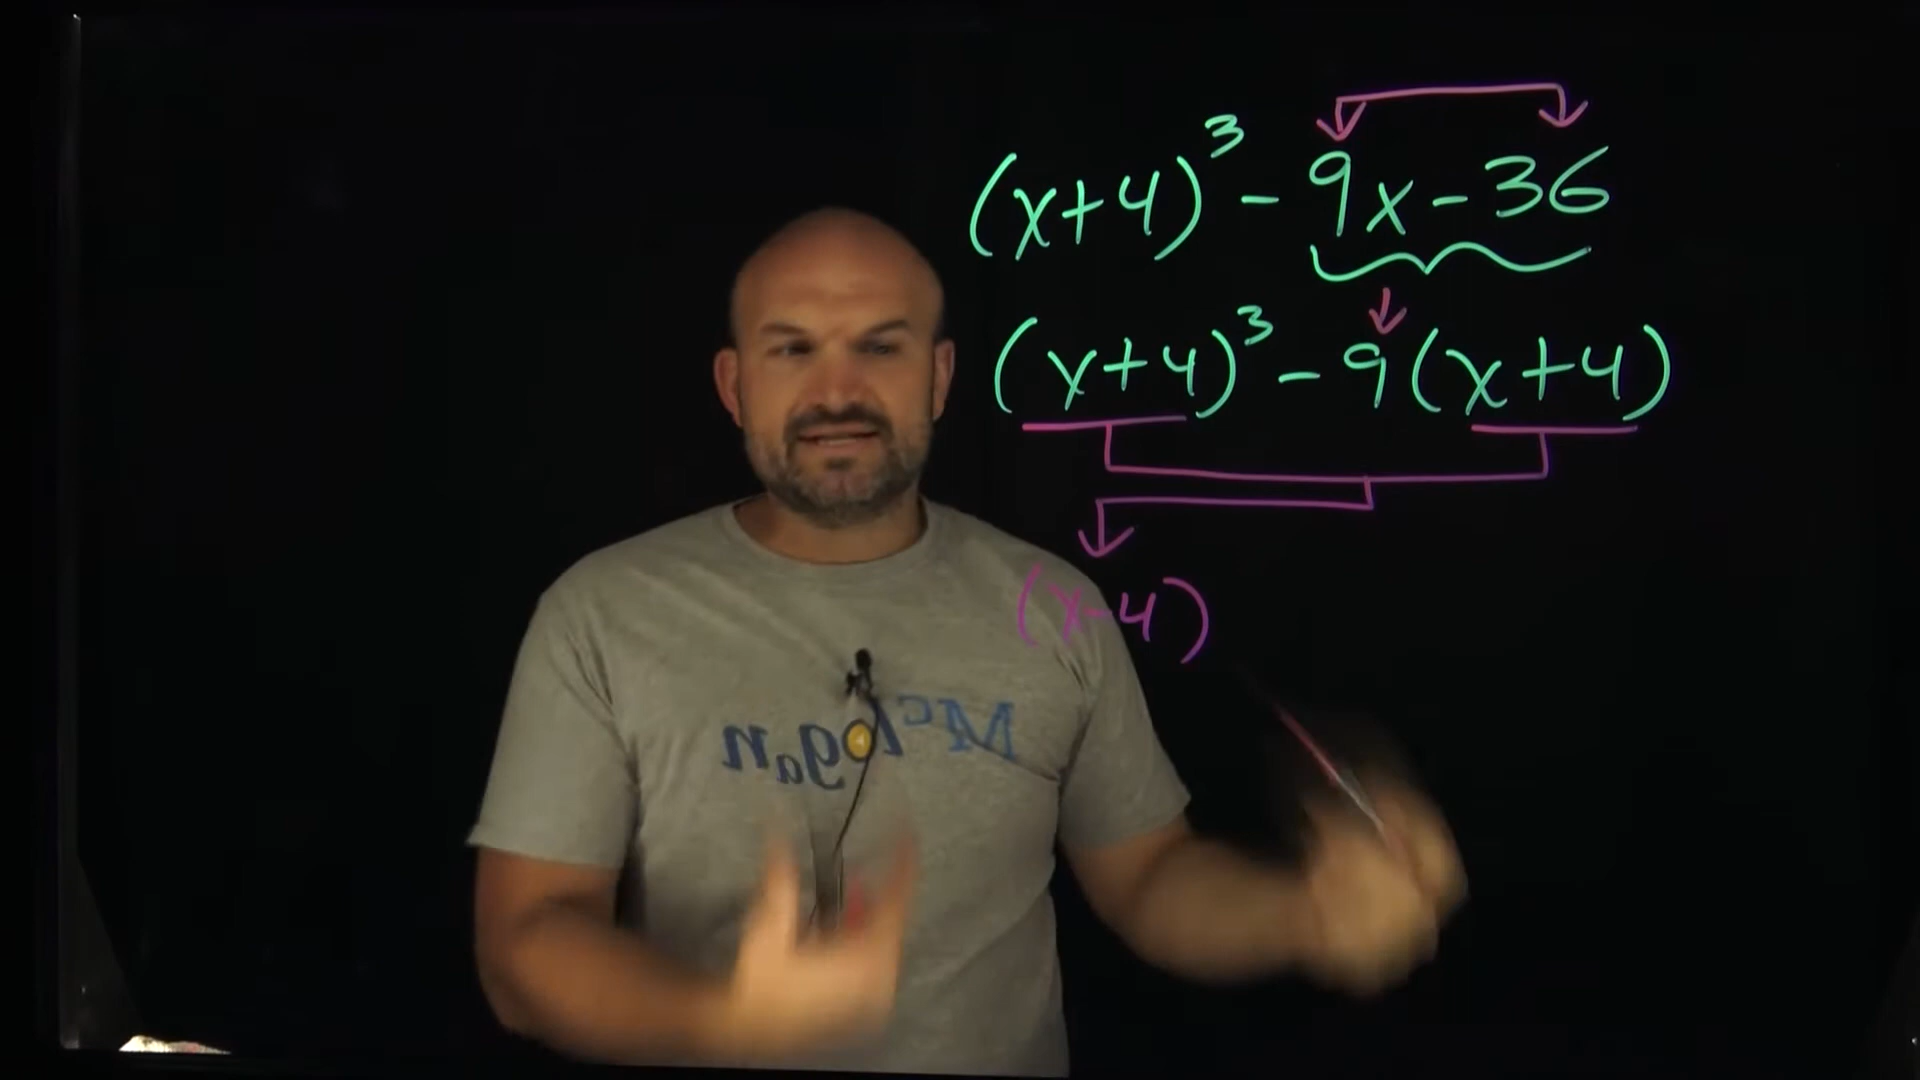 (x+4)³ - 9x - 36
(x+4)³ - 9(x+4)
(x-4)
Mclogan